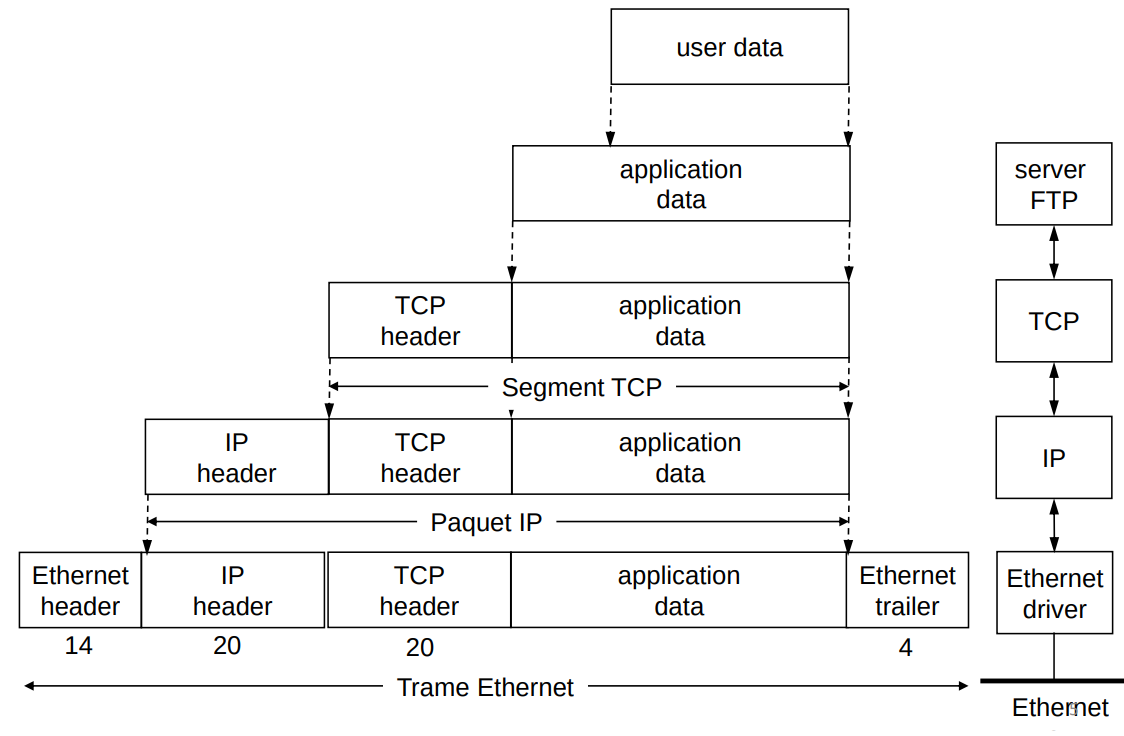 user data
application
data
server
FTP
TCP
header
application
data
TCP
Segment TCP
IP
header
TCP
header
application
data
IP
Paquet IP
Ethernet
header
IP
header
TCP
header
application
data
Ethernet
trailer
Ethernet
driver
14
20
20
4
Trame Ethernet
Ethernet